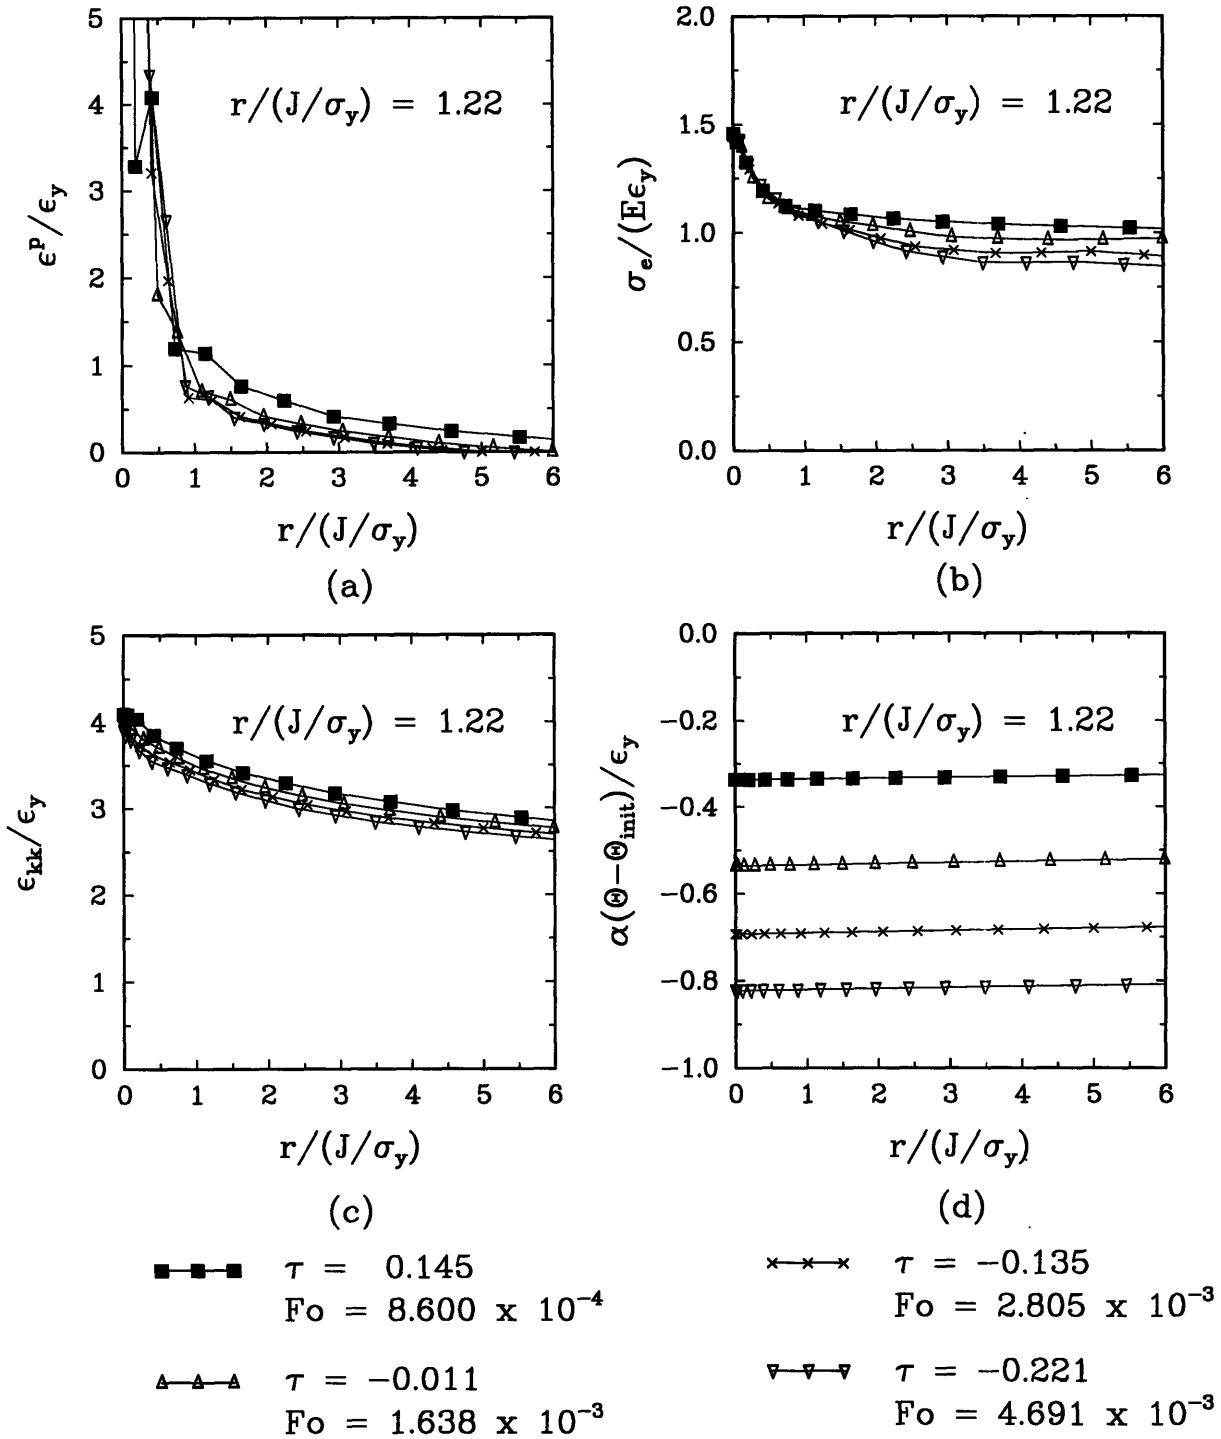 5
4
3
2
1
0
ϵᵖ/ϵ_y
r/(J/σ_y) = 1.22
0 1 2 3 4 5 6
r/(J/σ_y)
(a)
2.0
1.5
1.0
0.5
0.0
σ_e/(Eϵ_y)
r/(J/σ_y) = 1.22
0 1 2 3 4 5 6
r/(J/σ_y)
(b)
5
4
3
2
1
0
ϵ_kk/ϵ_y
r/(J/σ_y) = 1.22
0 1 2 3 4 5 6
r/(J/σ_y)
(c)
0.0
−0.2
−0.4
−0.6
−0.8
−1.0
α(Θ−Θ_init)/ϵ_y
r/(J/σ_y) = 1.22
0 1 2 3 4 5 6
r/(J/σ_y)
(d)
τ = 0.145
Fo = 8.600 x 10⁻⁴
τ = −0.011
Fo = 1.638 x 10⁻³
τ = −0.135
Fo = 2.805 x 10⁻³
τ = −0.221
Fo = 4.691 x 10⁻³